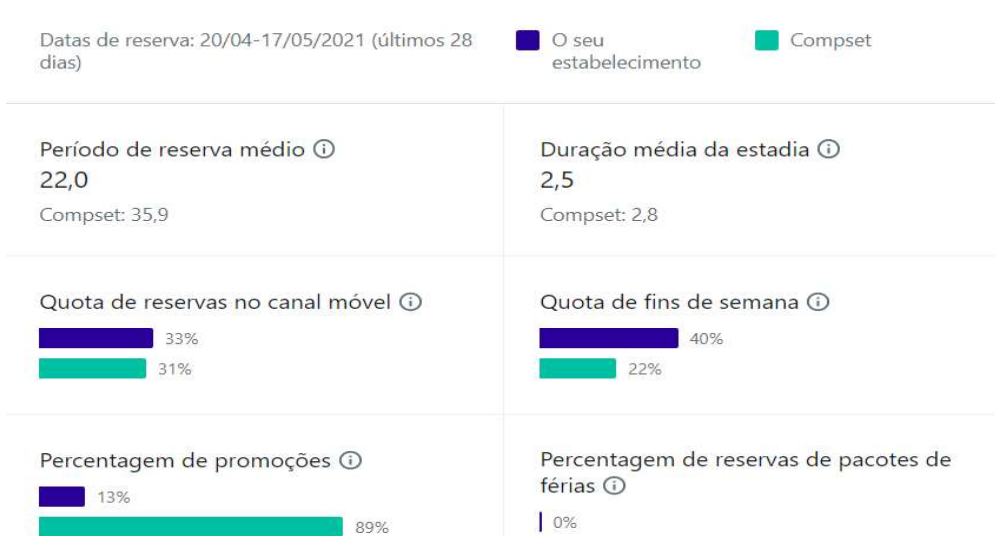 Datas de reserva: 20/04-17/05/2021 (últimos 28
dias)
O seu
estabelecimento
Compset
Período de reserva médio
22,0
Compset: 35,9
Duração média da estadia
2,5
Compset: 2,8
Quota de reservas no canal móvel
33%
31%
Quota de fins de semana
40%
22%
Percentagem de promoções
13%
89%
Percentagem de reservas de pacotes de
férias
0%